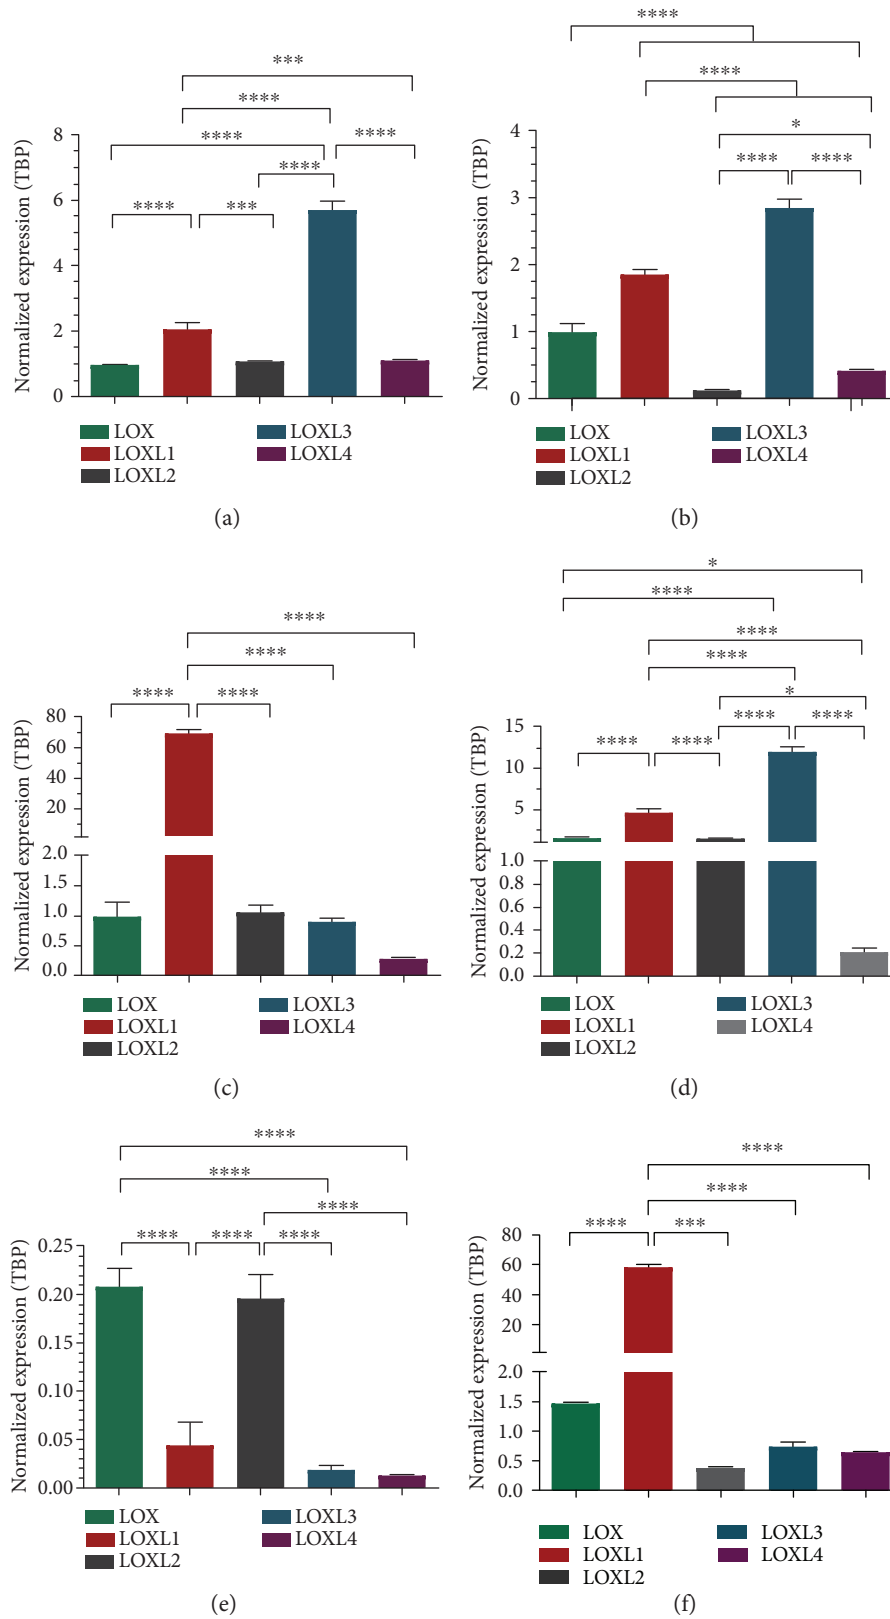 ***
****
**** ****
****
**** ***
Normalized expression (TBP)
8
6
4
2
0
LOX LOXL3
LOXL1 LOXL4
LOXL2
(a)
****
****
*
**** ****
Normalized expression (TBP)
4
3
2
1
0
LOX LOXL3
LOXL1 LOXL4
LOXL2
(b)
****
****
**** ****
Normalized expression (TBP)
80
60
40
20
2.0
1.5
1.0
0.5
0.0
LOX LOXL3
LOXL1 LOXL4
LOXL2
(c)
*
****
****
****
*
**** ****
**** ****
Normalized expression (TBP)
15
10
5
1.0
0.8
0.6
0.4
0.2
0.0
LOX LOXL3
LOXL1 LOXL4
LOXL2
(d)
****
****
****
**** **** ****
Normalized expression (TBP)
0.25
0.20
0.15
0.10
0.05
0.00
LOX LOXL3
LOXL1 LOXL4
LOXL2
(e)
****
****
**** ***
Normalized expression (TBP)
80
60
40
20
2.0
1.5
1.0
0.5
0.0
LOX LOXL3
LOXL1 LOXL4
LOXL2
(f)